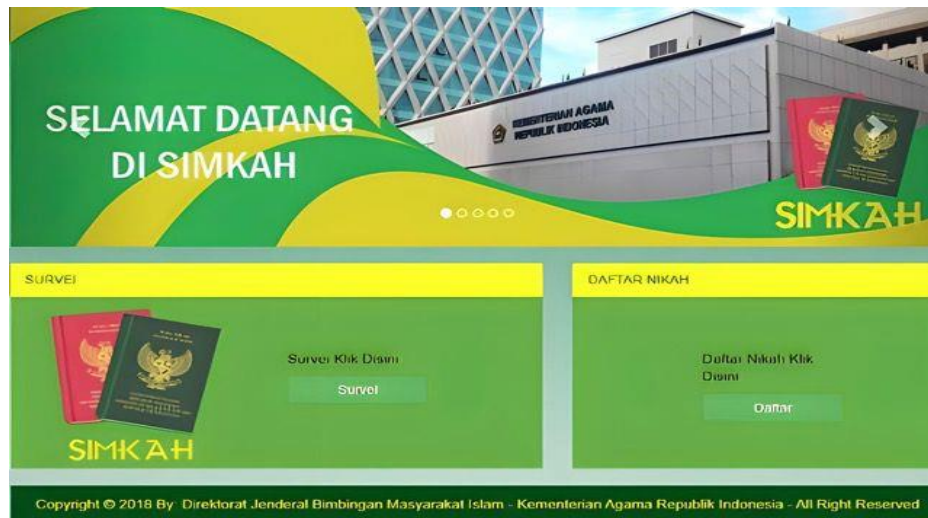 SELAMAT DATANG
DI SIMKAH
KEMENTERIAN AGAMA
REPUBLIK INDONESIA
SIMKAH
SURVEI
Survei Klik Disini
Survei
SIMKAH
DAFTAR NIKAH
Daftar Nikah Klik
Disini
Daftar
Copyright © 2018 By: Direktorat Jenderal Bimbingan Masyarakat Islam - Kementerian Agama Republik Indonesia - All Right Reserved